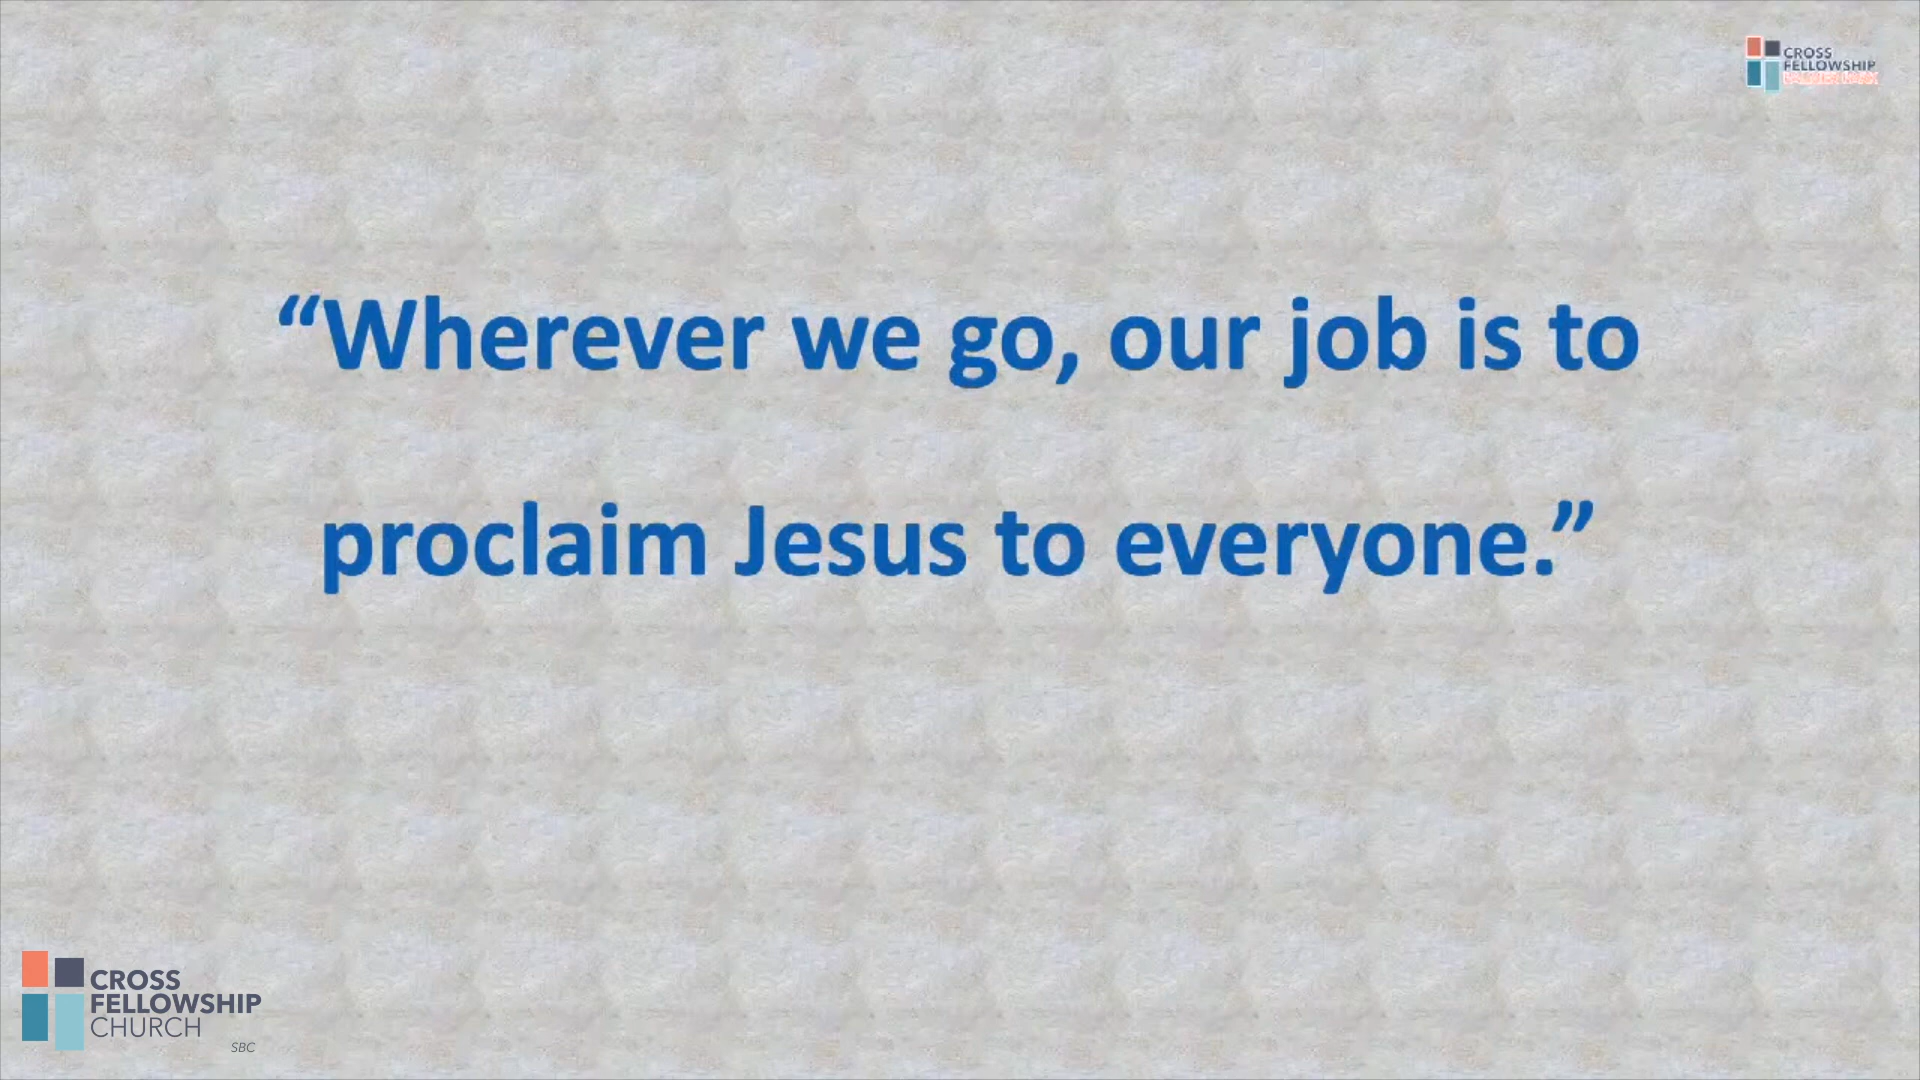 CROSS
FELLOWSHIP
“Wherever we go, our job is to
proclaim Jesus to everyone.”
CROSS
FELLOWSHIP
CHURCH
SBC